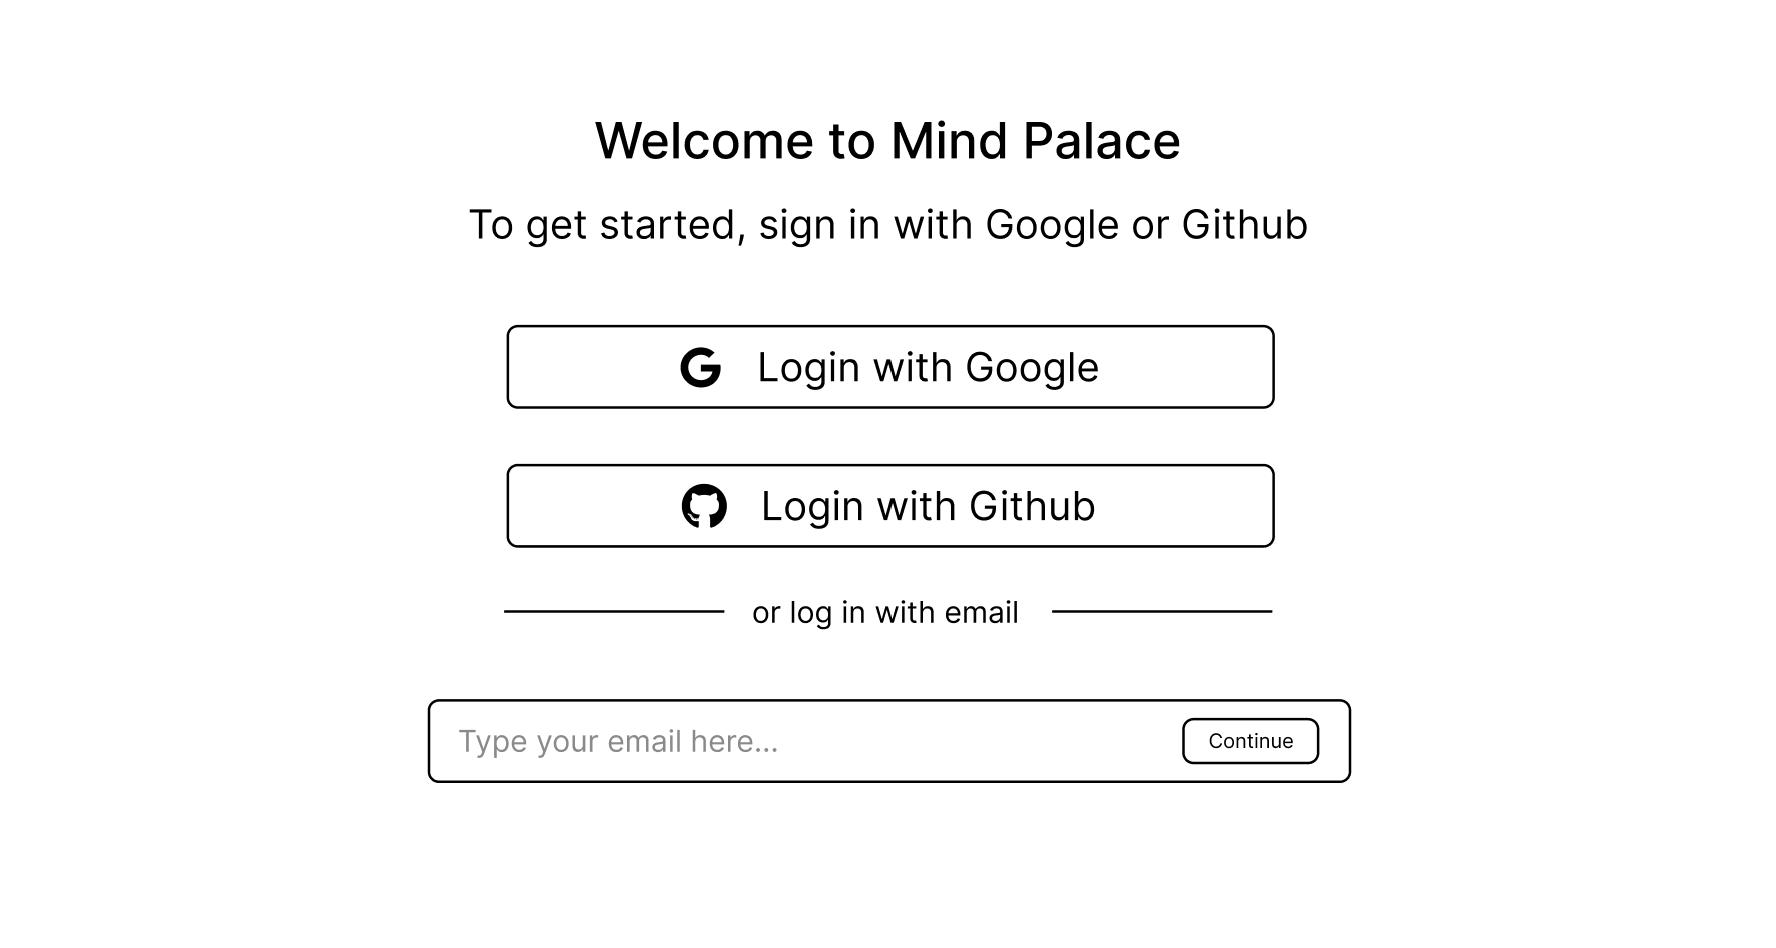 Welcome to Mind Palace
To get started, sign in with Google or Github
Login with Google
Login with Github
or log in with email
Type your email here...
Continue